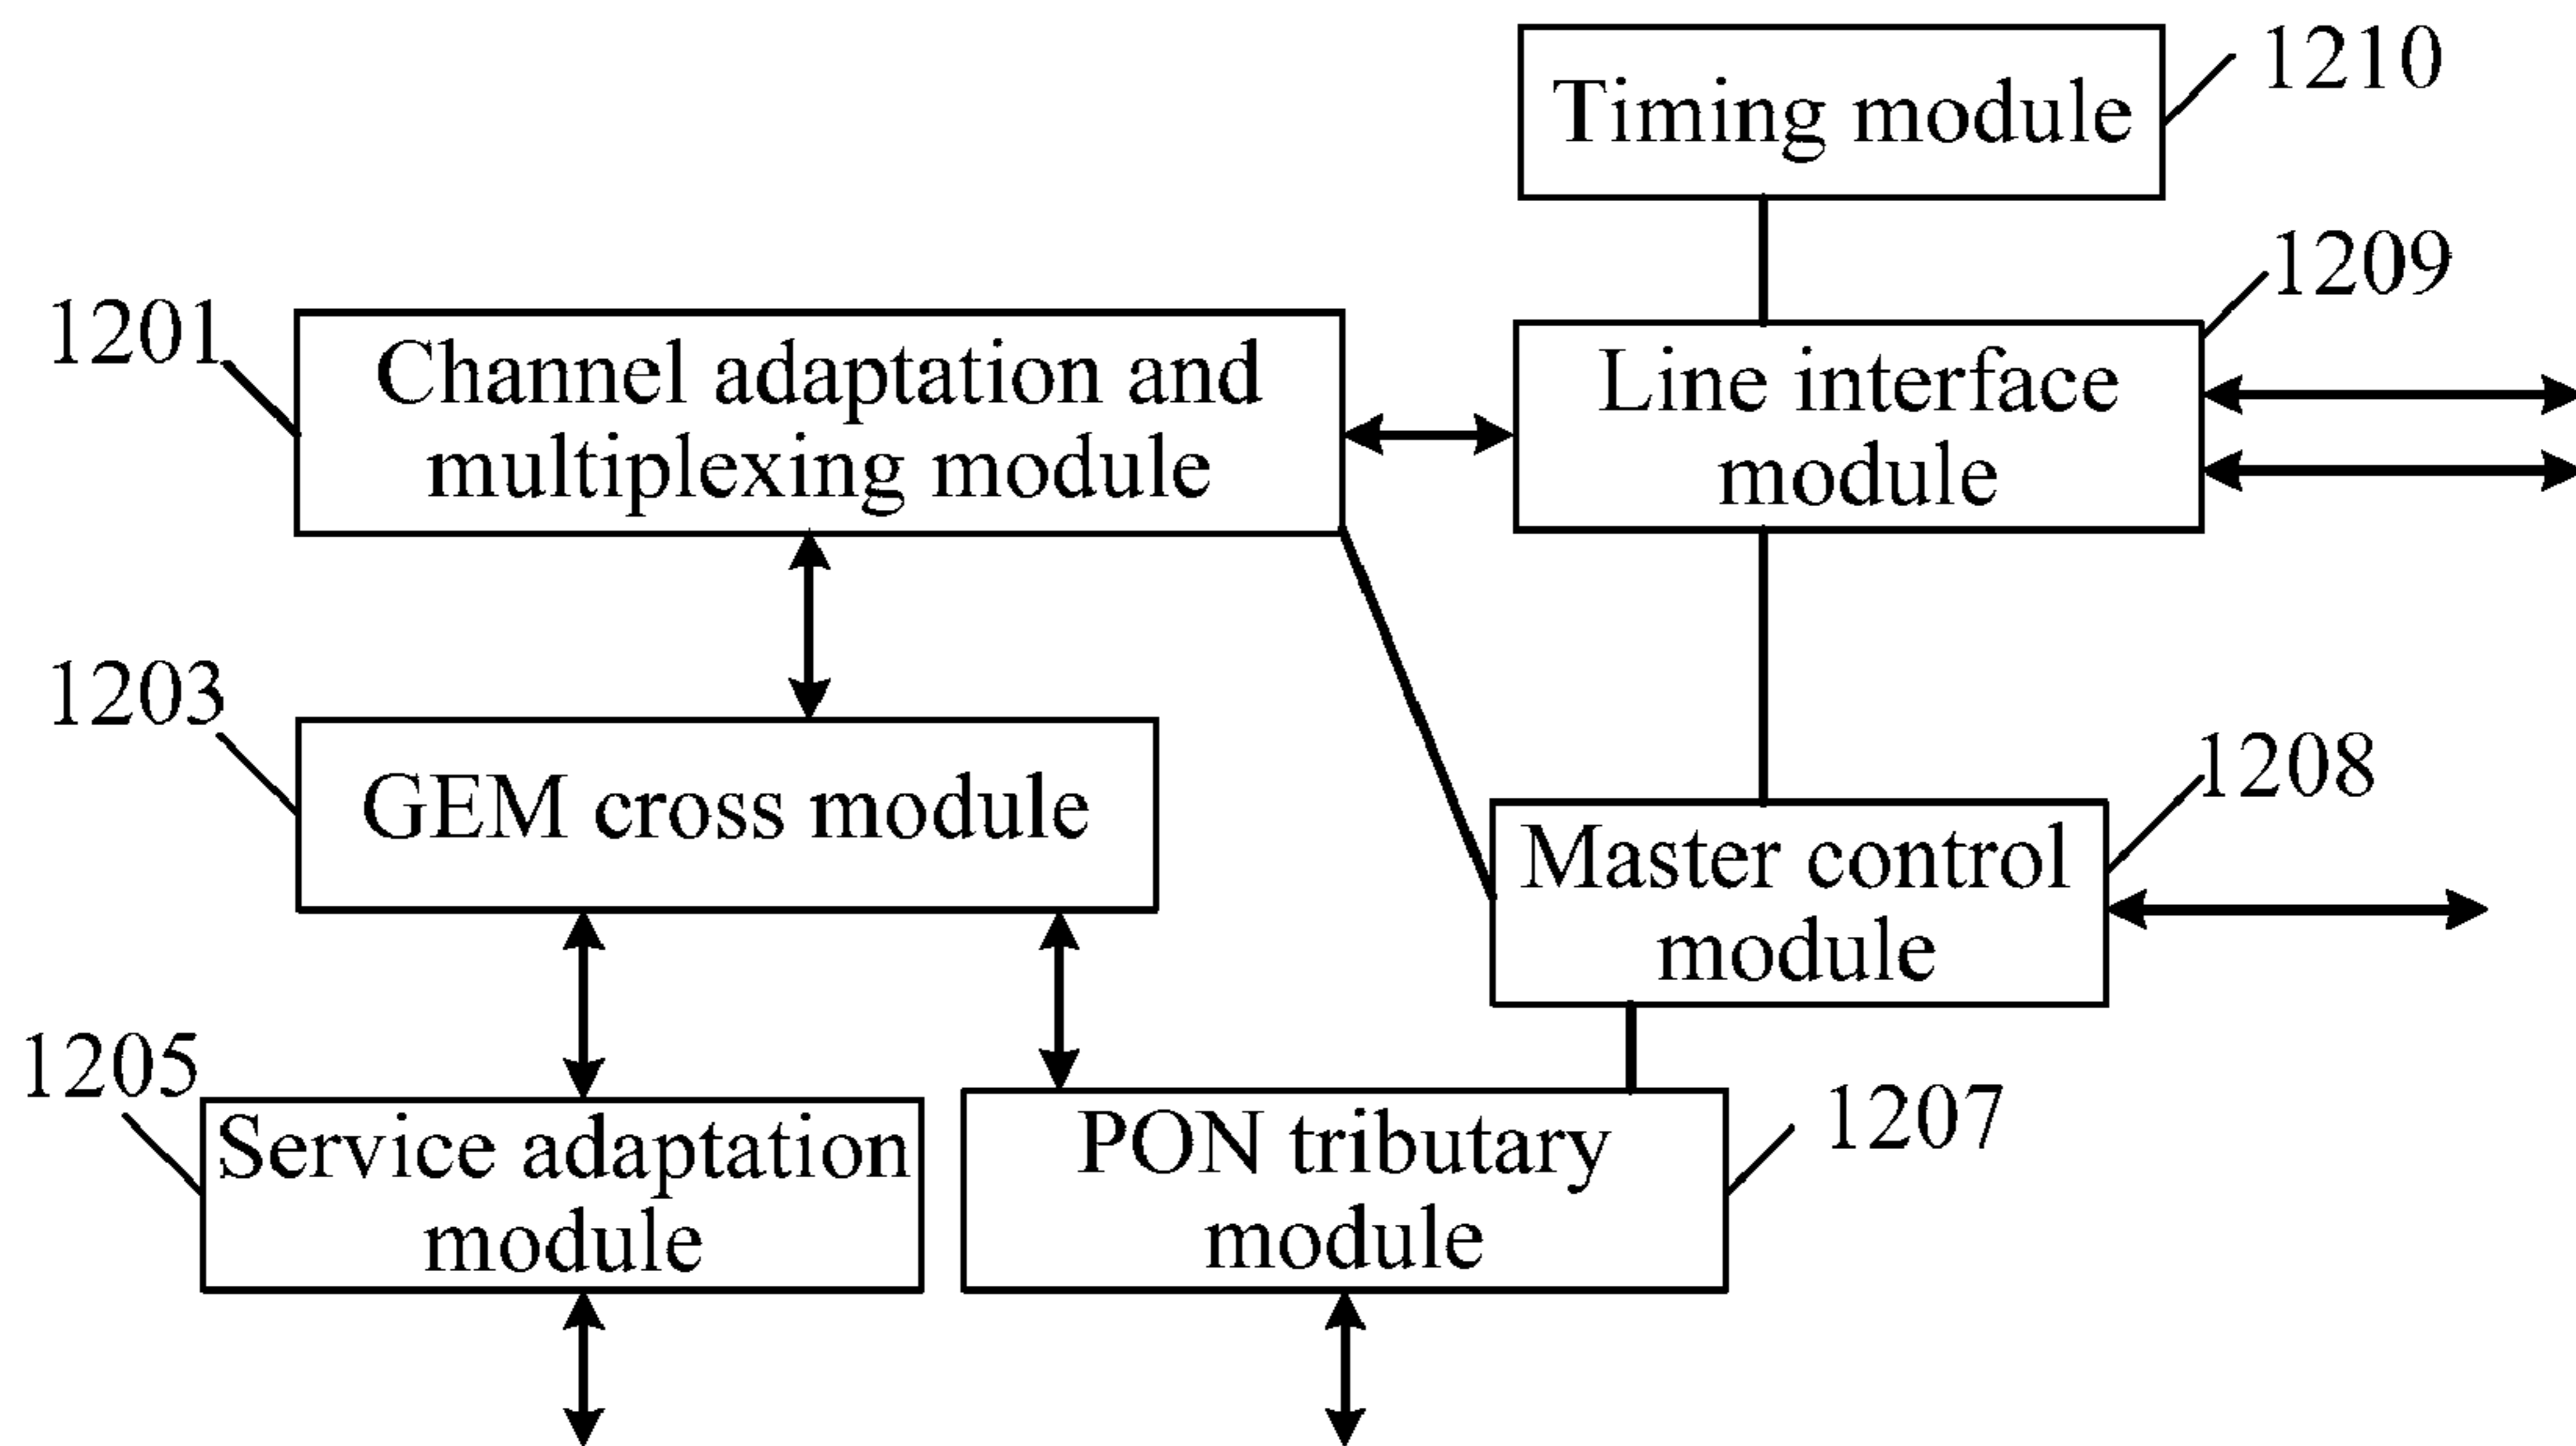 Timing module
1210
1209
1201
Channel adaptation and
multiplexing module
Line interface
module
1203
GEM cross module
1208
Master control
module
1205
Service adaptation
module
PON tributary
module
1207